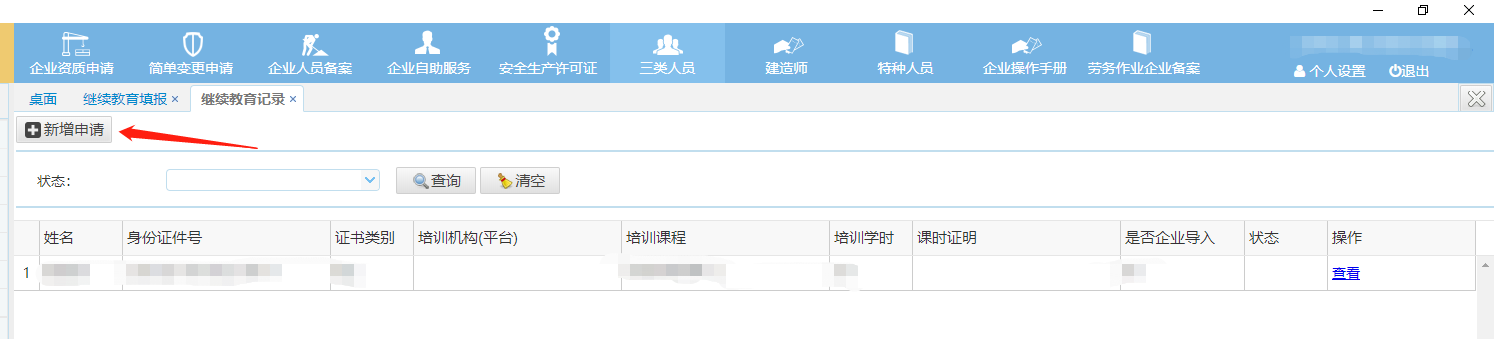 企业资质申请 简单变更申请 企业人员备案 企业自助服务 安全生产许可证 三类人员 建造师 特种人员 企业操作手册 劳务作业企业备案
个人设置 退出
桌面 继续教育填报 × 继续教育记录 ×
新增申请
状态: 查询 清空
姓名 身份证件号 证书类别 培训机构(平台) 培训课程 培训学时 课时证明 是否企业导入 状态 操作
1 查看